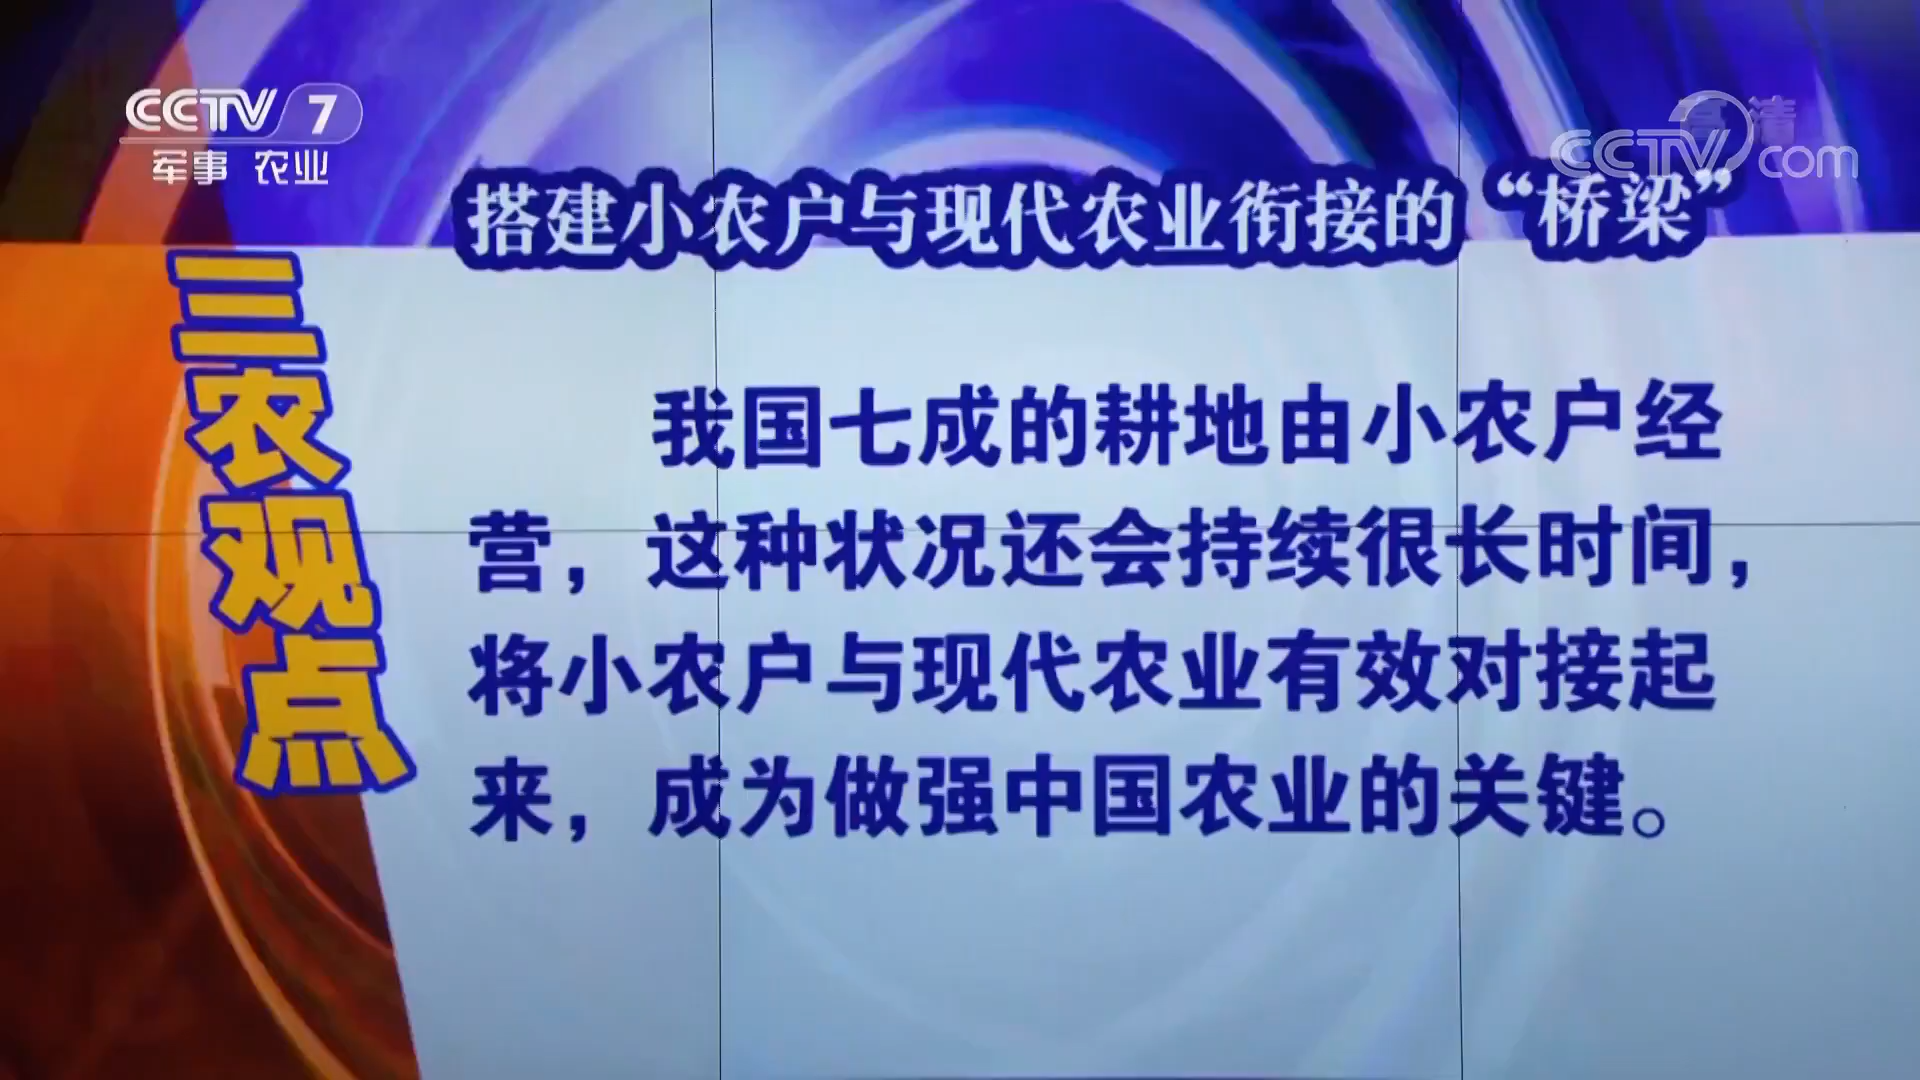 CCTV 7
军事 农业
高清
CCTV.com
搭建小农户与现代农业衔接的“桥梁”
三农观点
我国七成的耕地由小农户经
营，这种状况还会持续很长时间，
将小农户与现代农业有效对接起
来，成为做强中国农业的关键。